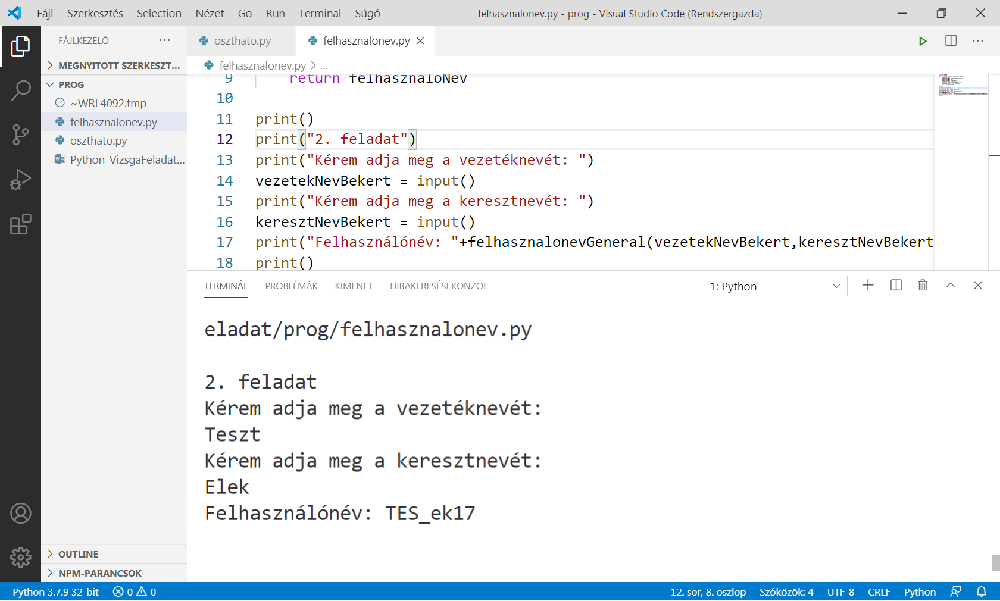 Fájl Szerkesztés Selection Nézet Go Run Terminal Súgó felhasznalonev.py - prog - Visual Studio Code (Rendszergazda)
FÁJLKEZELŐ ...
MEGNYITOTT SZERKESZT...
PROG
~WRL4092.tmp
felhasznalonev.py
oszthato.py
Python_VizsgaFeladat...
OUTLINE
NPM-PARANCSOK
oszthato.py felhasznalonev.py
felhasznalonev.py > ...
9 return felhasznaloNev
10
11 print()
12 print("2. feladat")
13 print("Kérem adja meg a vezetéknevét: ")
14 vezetekNevBekert = input()
15 print("Kérem adja meg a keresztnevét: ")
16 keresztNevBekert = input()
17 print("Felhasználónév: "+felhasznalonevGeneral(vezetekNevBekert,keresztNevBekert
18 print()
TERMINÁL PROBLÉMÁK KIMENET HIBAKERESÉSI KONZOL 1: Python
eladat/prog/felhasznalonev.py
2. feladat
Kérem adja meg a vezetéknevét:
Teszt
Kérem adja meg a keresztnevét:
Elek
Felhasználónév: TES_ek17
Python 3.7.9 32-bit 0 0 12. sor, 8. oszlop Szóközök: 4 UTF-8 CRLF Python